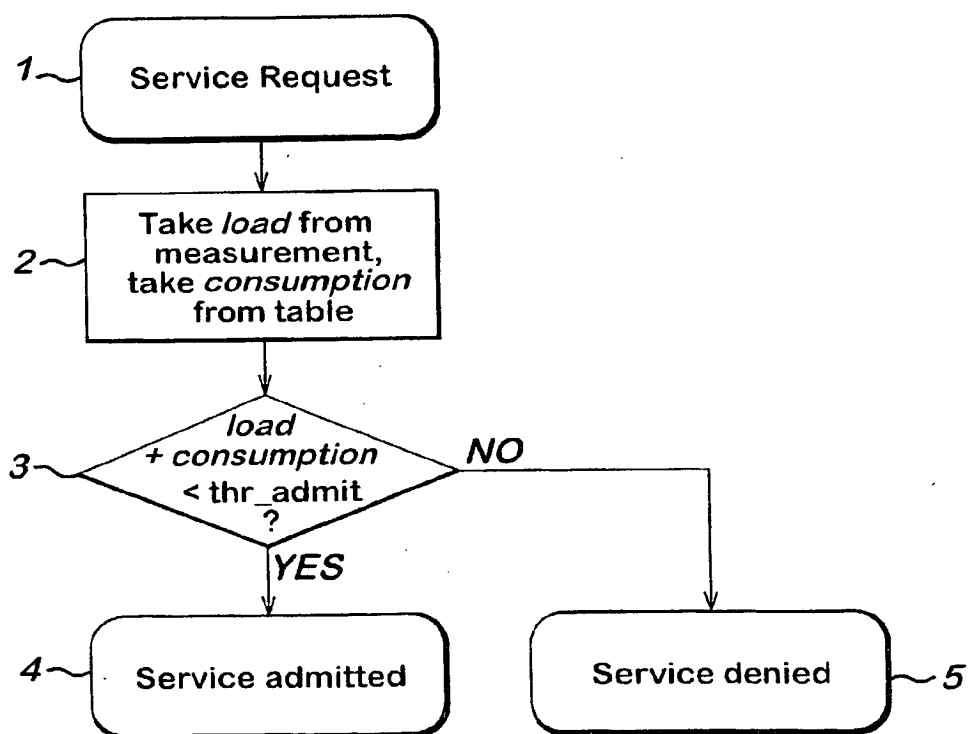 1
Service Request
2
Take load from
measurement,
take consumption
from table
3
load
+ consumption
< thr_admit
?
NO
YES
4
Service admitted
Service denied
5